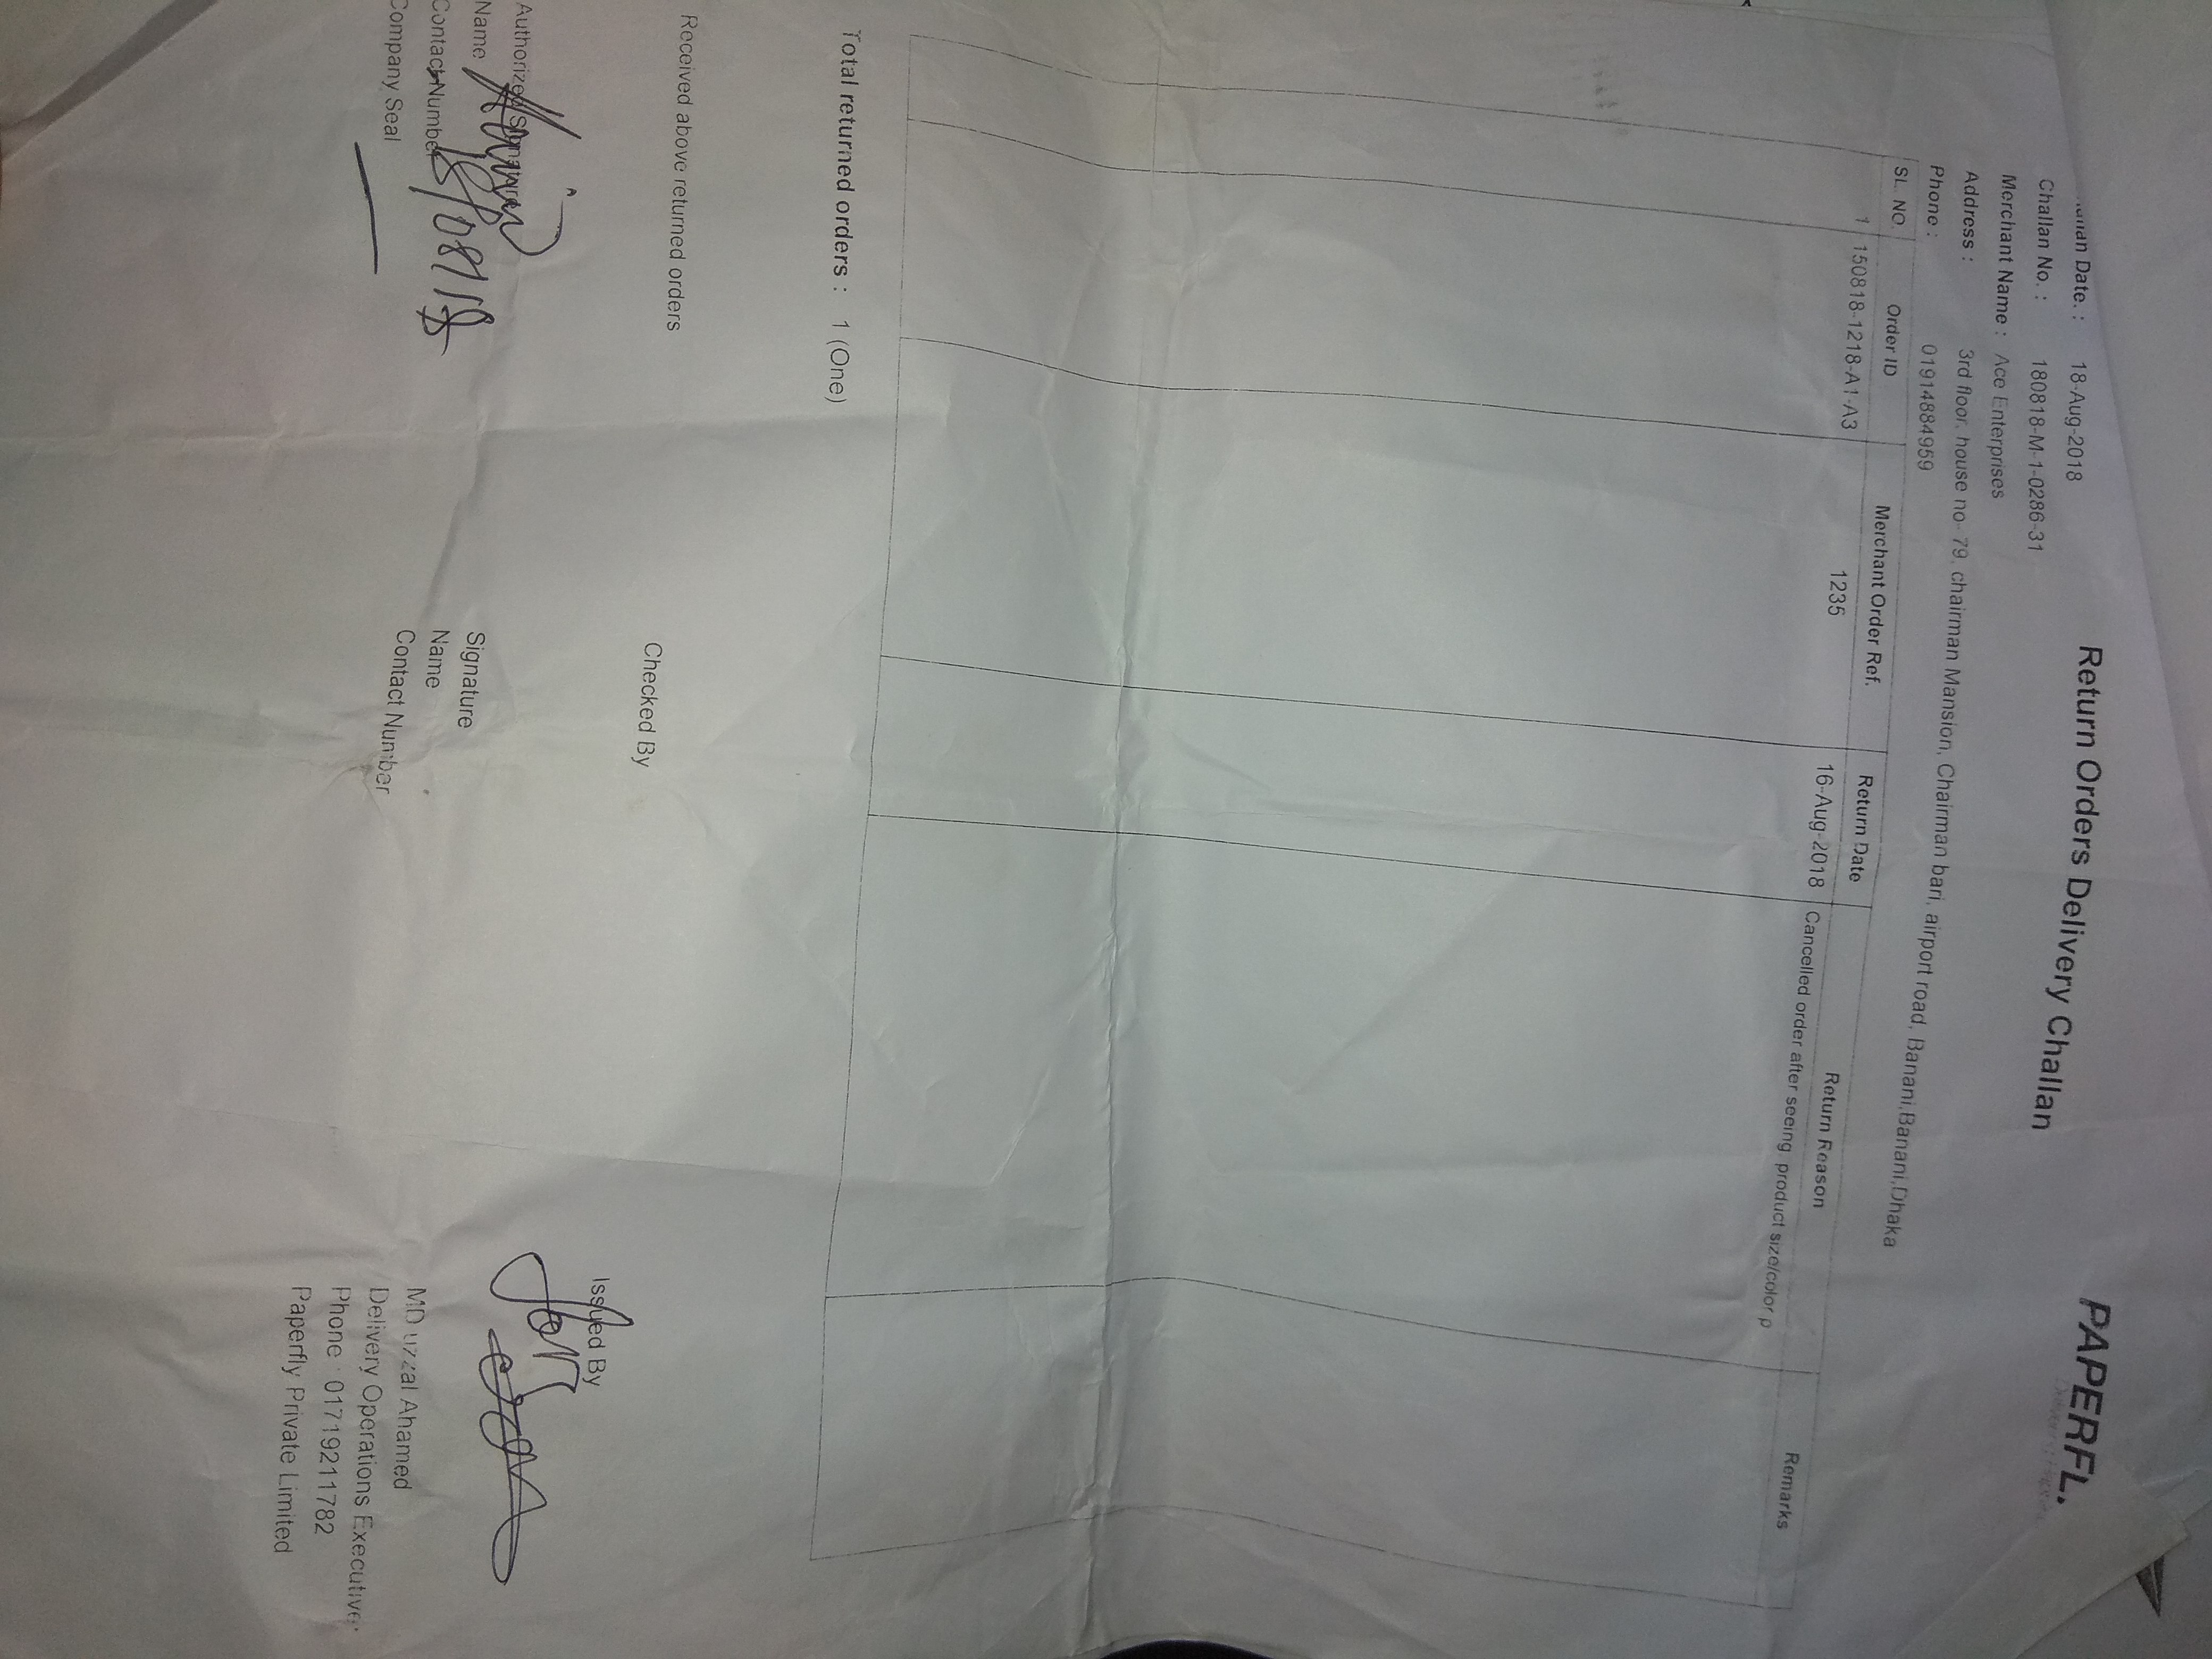 Return Orders Delivery Challan
PAPERFL.
Date. : 18-Aug-2018
Challan No. : 180818-M-1-0286-31
Merchant Name : Ace Enterprises
Address : 3rd floor, house no- 79, chairman Mansion, Chairman bari, airport road, Banani,Banani,Dhaka
Phone : 01914884959
SL. NO. Order ID Merchant Order Ref. Return Date Return Reason Remarks
1 150818-1218-A1-A3 1235 16-Aug-2018 Cancelled order after seeing, product size/color p
Total returned orders : 1 (One)
Received above returned orders
Checked By
Issued By
Authorized Signature
Name
18/08/18
Contact Number
Company Seal
Signature
Name
Contact Number
MD uzzal Ahamed
Delivery Operations Executive
Phone : 01719211782
Paperfly Private Limited